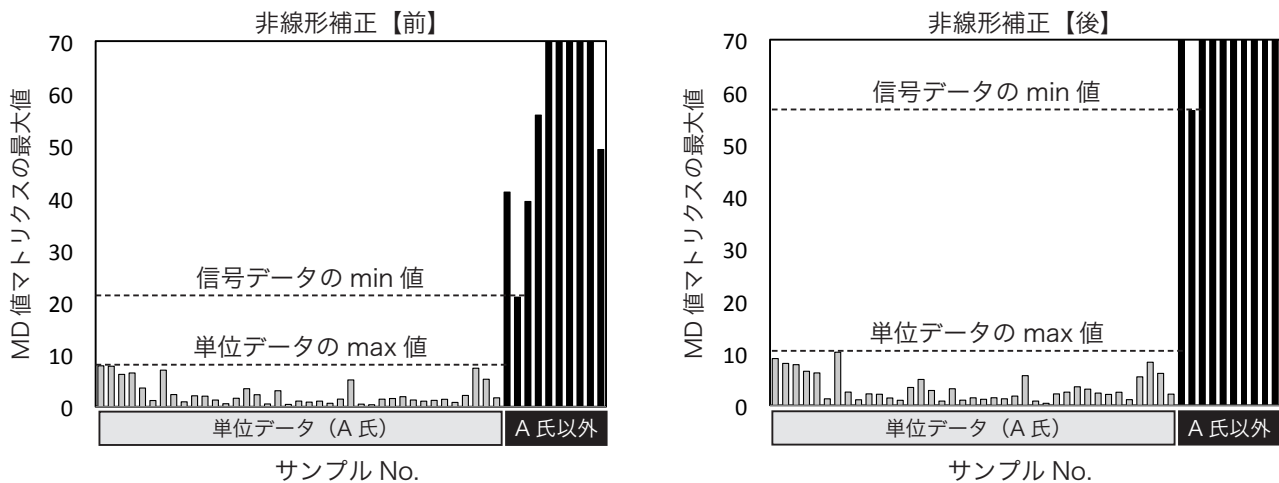 非線形補正【前】
MD 値マトリクスの最大値
70
60
50
40
30
20
10
0
信号データの min 値
単位データの max 値
単位データ（A 氏）
A 氏以外
サンプル No.
非線形補正【後】
MD 値マトリクスの最大値
70
60
50
40
30
20
10
0
信号データの min 値
単位データの max 値
単位データ（A 氏）
A 氏以外
サンプル No.